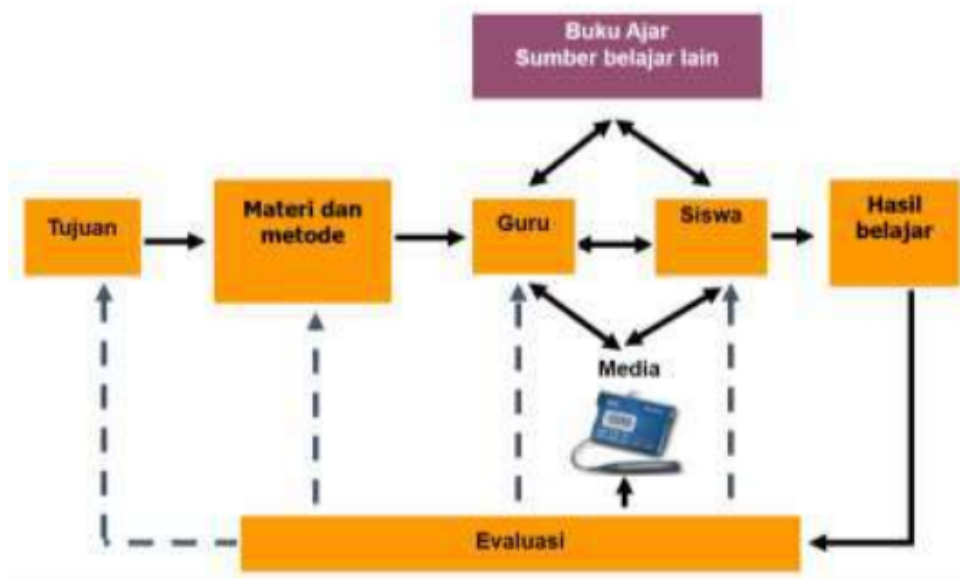 Buku Ajar
Sumber belajar lain
Tujuan
Materi dan
metode
Guru
Siswa
Hasil
belajar
Media
Evaluasi